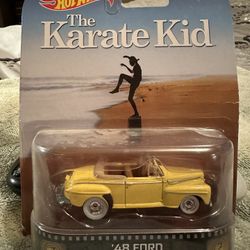 HOT WHEELS
The
Karate Kid
'48 FORD